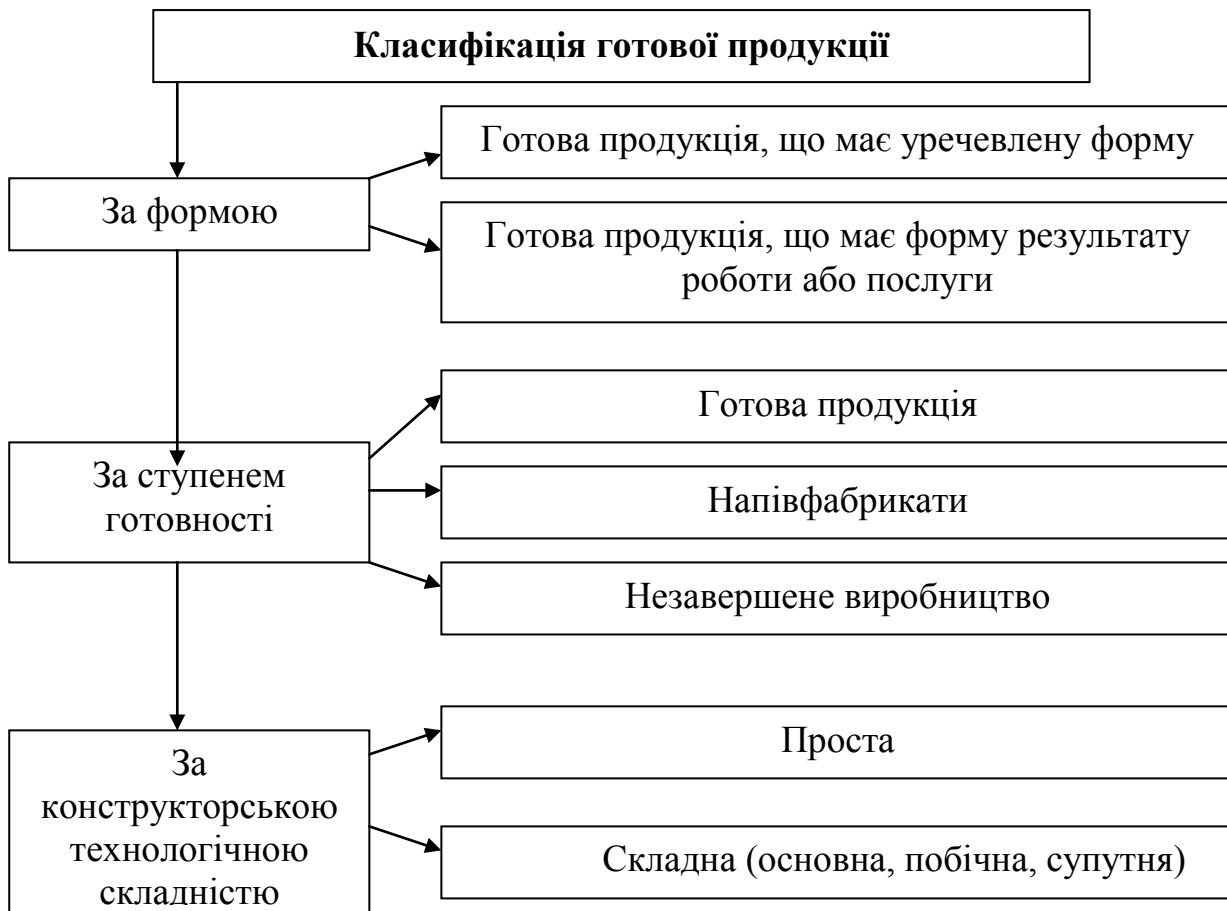 Класифікація готової продукції
Готова продукція, що має уречевлену форму
За формою
Готова продукція, що має форму результату
роботи або послуги
Готова продукція
За ступенем
готовності
Напівфабрикати
Незавершене виробництво
Проста
За
конструкторською
технологічною
складністю
Складна (основна, побічна, супутня)